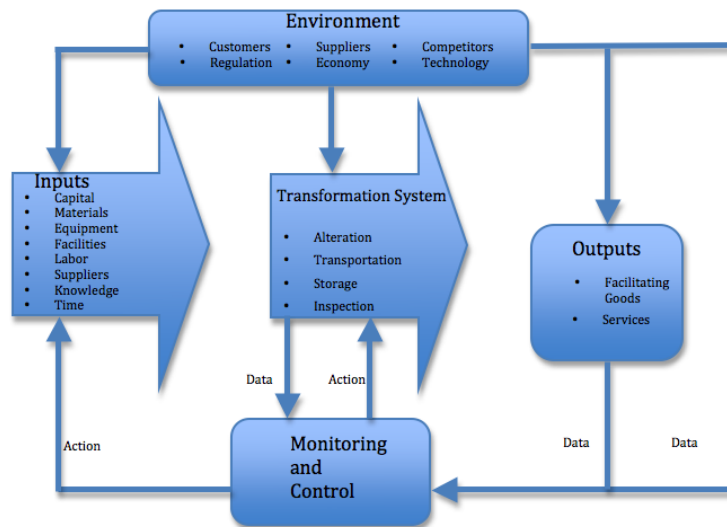 Environment
• Customers • Suppliers • Competitors
• Regulation • Economy • Technology
Inputs
• Capital
• Materials
• Equipment
• Facilities
• Labor
• Suppliers
• Knowledge
• Time
Transformation System
• Alteration
• Transportation
• Storage
• Inspection
Outputs
• Facilitating
Goods
• Services
Data
Action
Action
Monitoring
and
Control
Data
Data